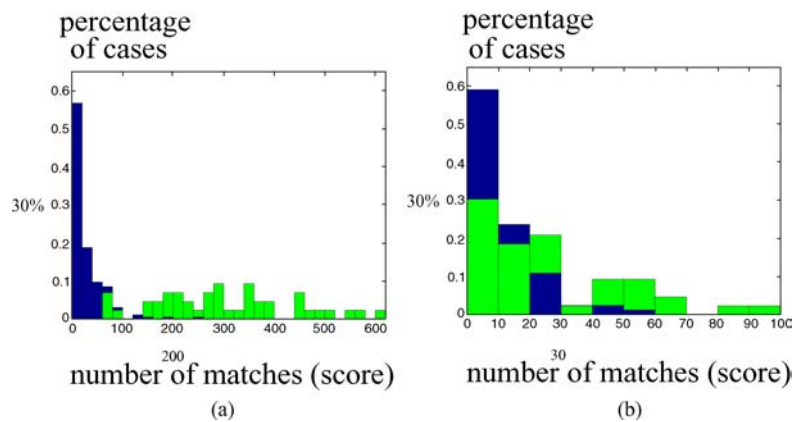 percentage
of cases
0.6
0.5
0.4
30% 0.3
0.2
0.1
0
0 100 200 300 400 500 600
200
number of matches (score)
(a)
percentage
of cases
0.6
0.5
0.4
30% 0.3
0.2
0.1
0
0 10 20 30 40 50 60 70 80 90 100
30
number of matches (score)
(b)